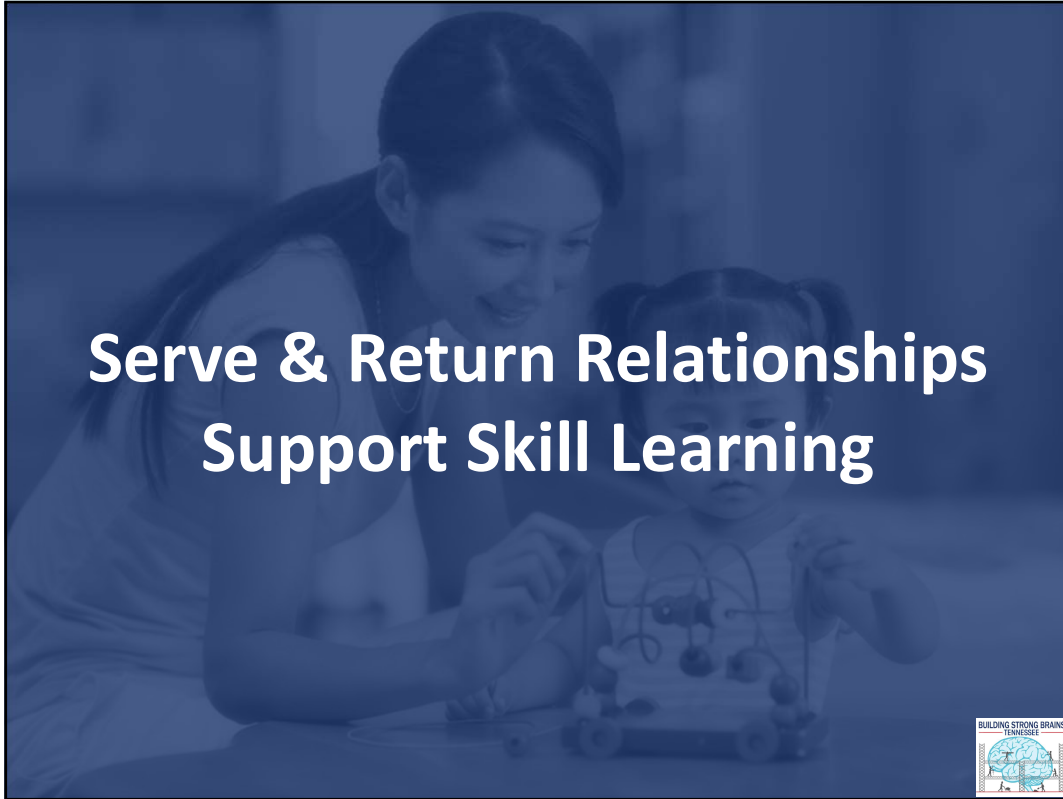 Serve & Return Relationships
Support Skill Learning
BUILDING STRONG BRAINS
TENNESSEE